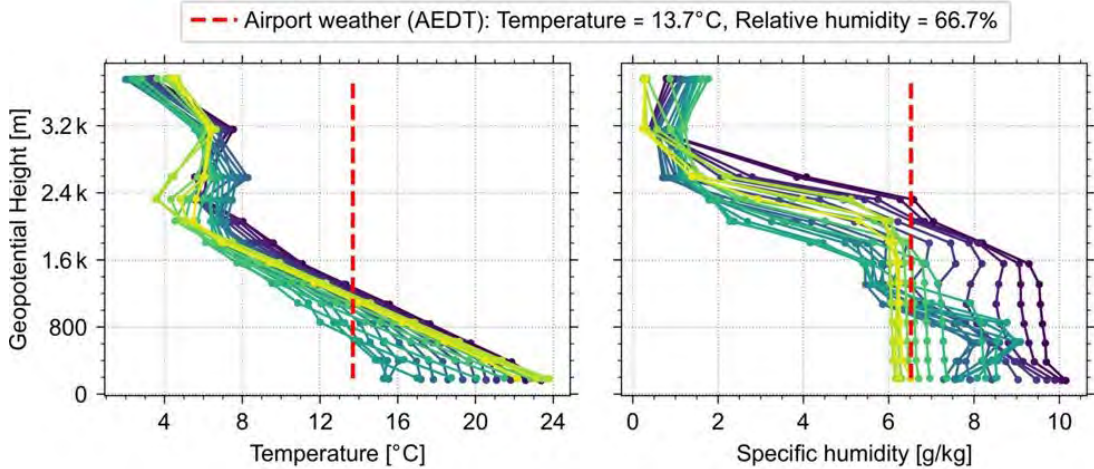 Airport weather (AEDT): Temperature = 13.7°C, Relative humidity = 66.7%
Geopotential Height [m]
3.2 k
2.4 k
1.6 k
800
0
4 8 12 16 20 24
0 2 4 6 8 10
Temperature [°C]
Specific humidity [g/kg]